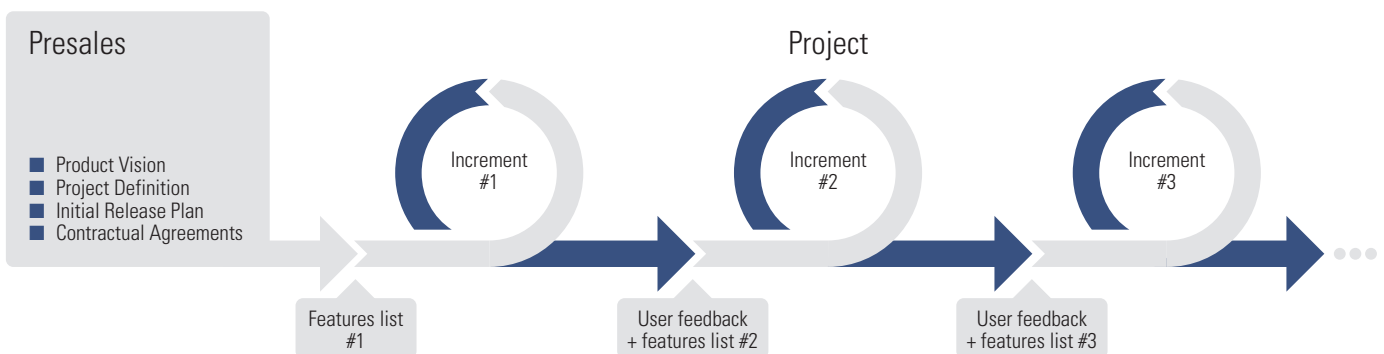 Presales
Product Vision
Project Definition
Initial Release Plan
Contractual Agreements
Project
Increment
#1
Increment
#2
Increment
#3
Features list
#1
User feedback
+ features list #2
User feedback
+ features list #3